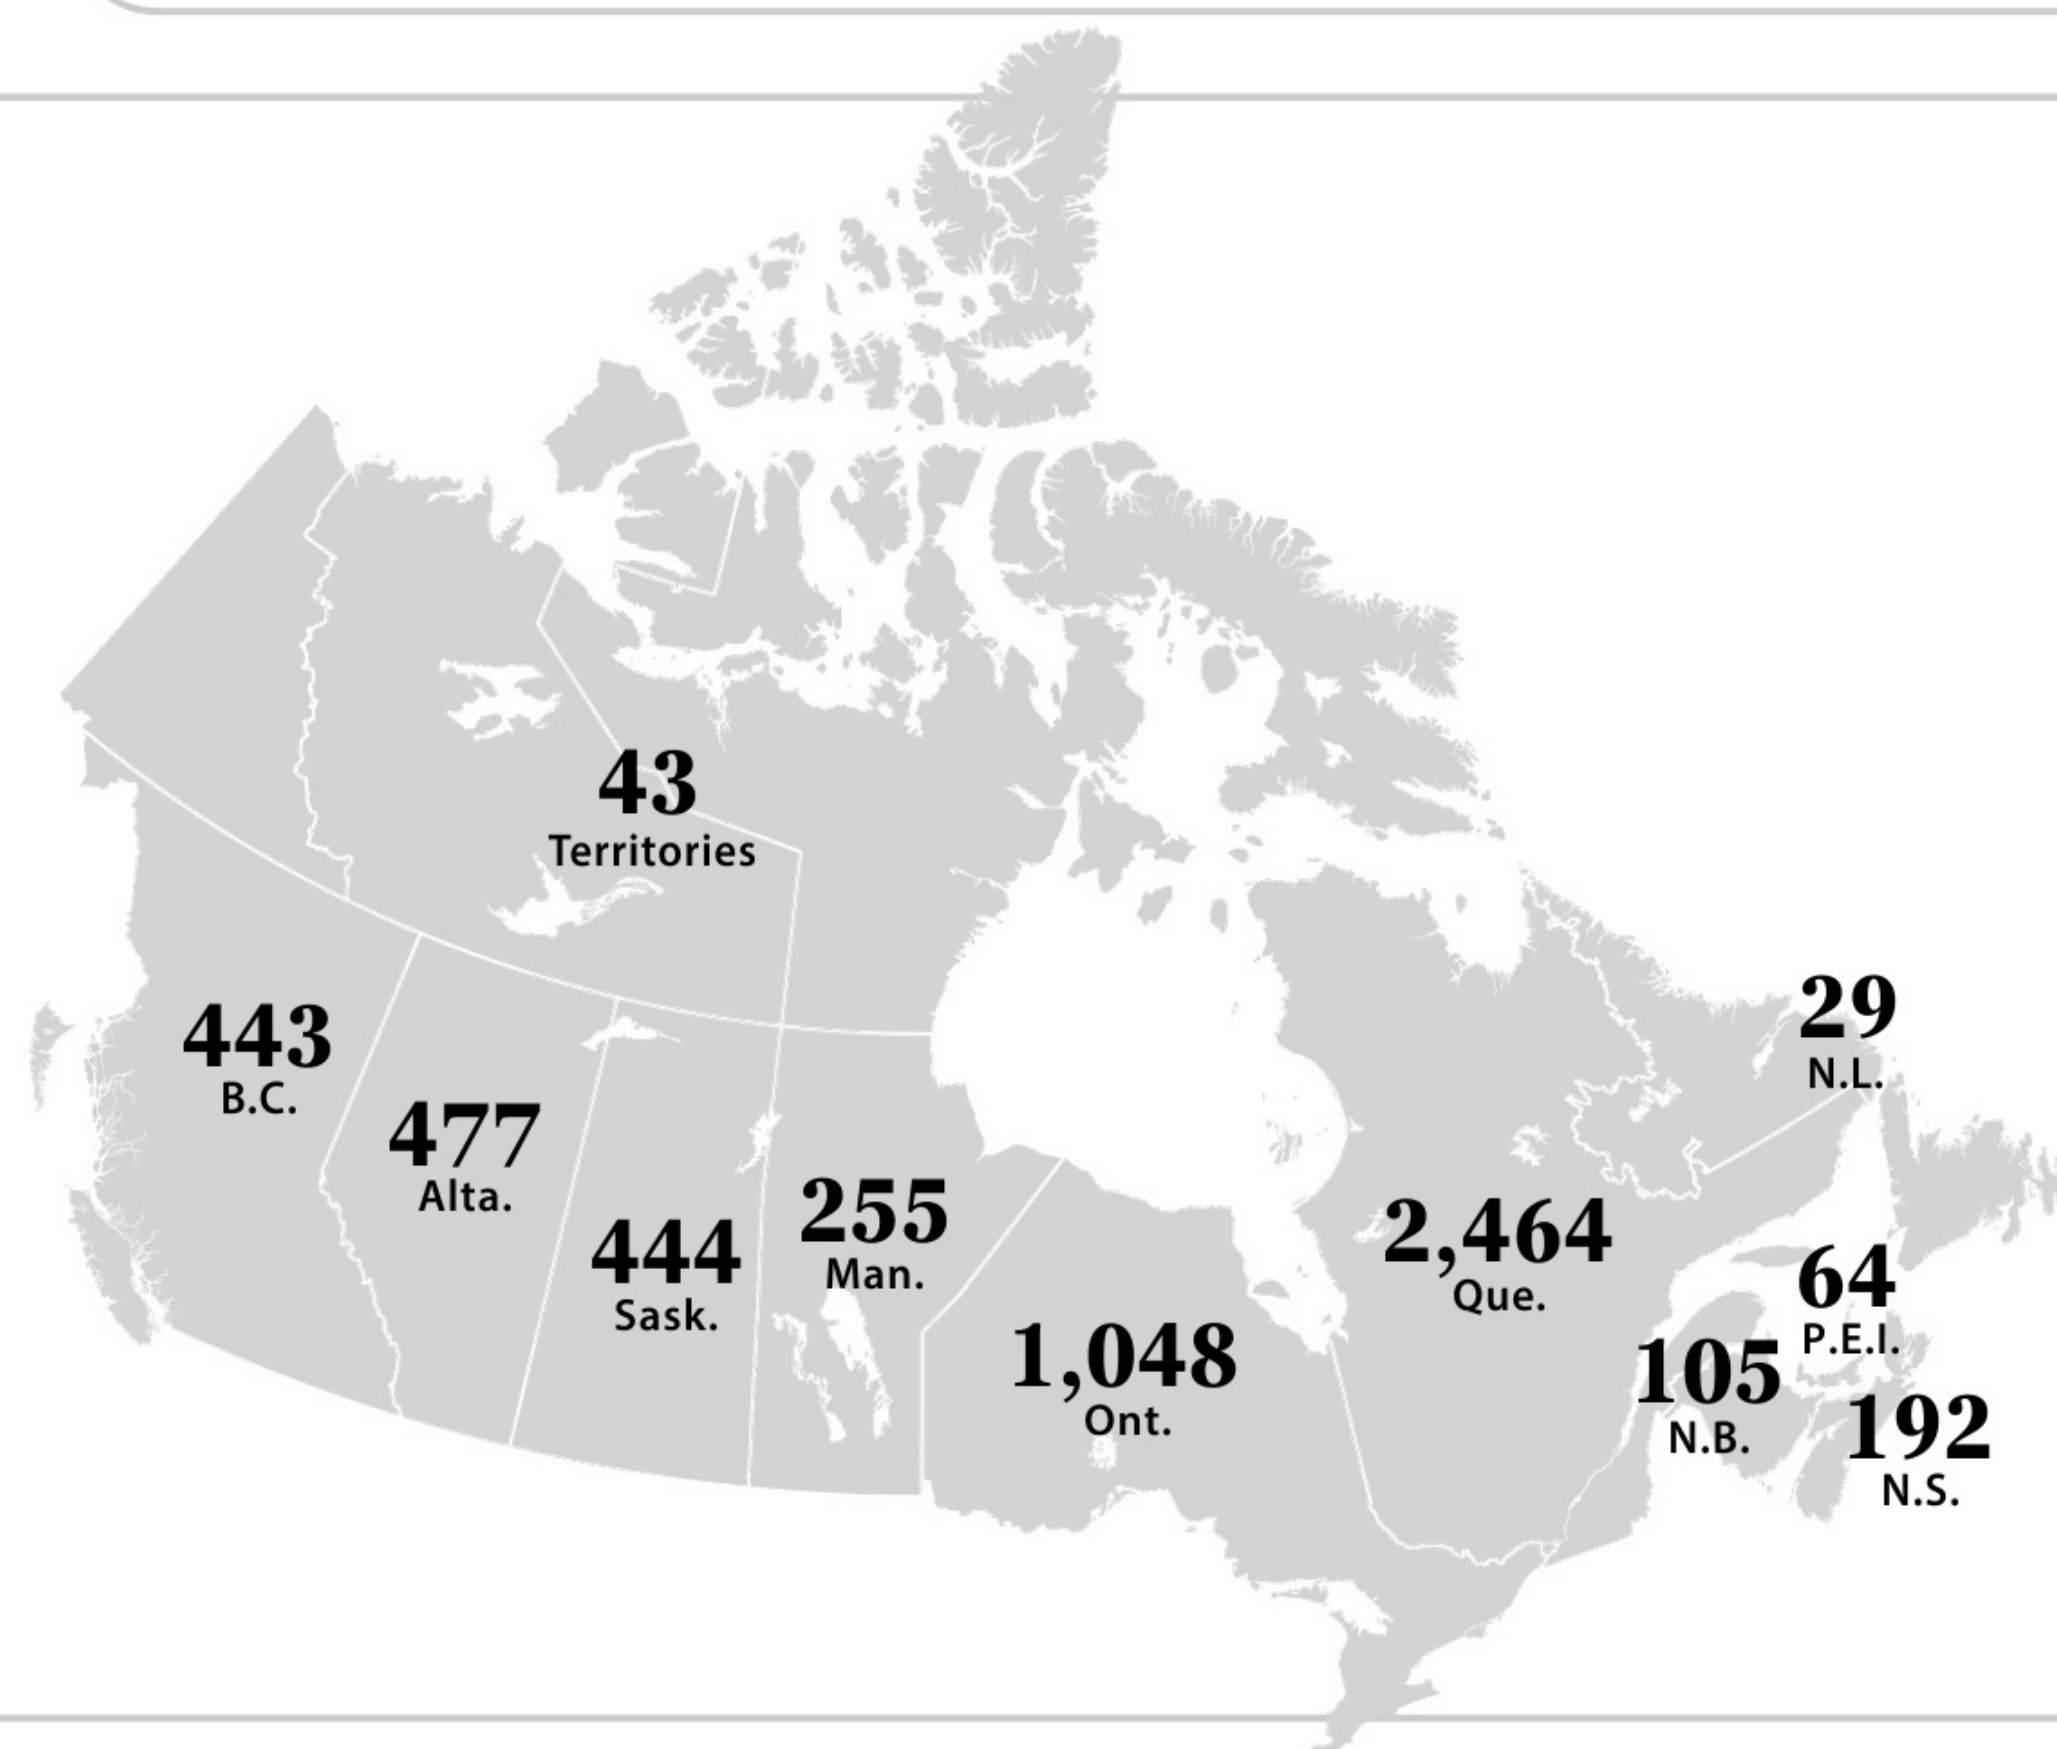 43
Territories
29
N.L.
443
B.C.
477
Alta.
444
Sask.
255
Man.
1,048
Ont.
2,464
Que.
64
P.E.I.
105
N.B.
192
N.S.